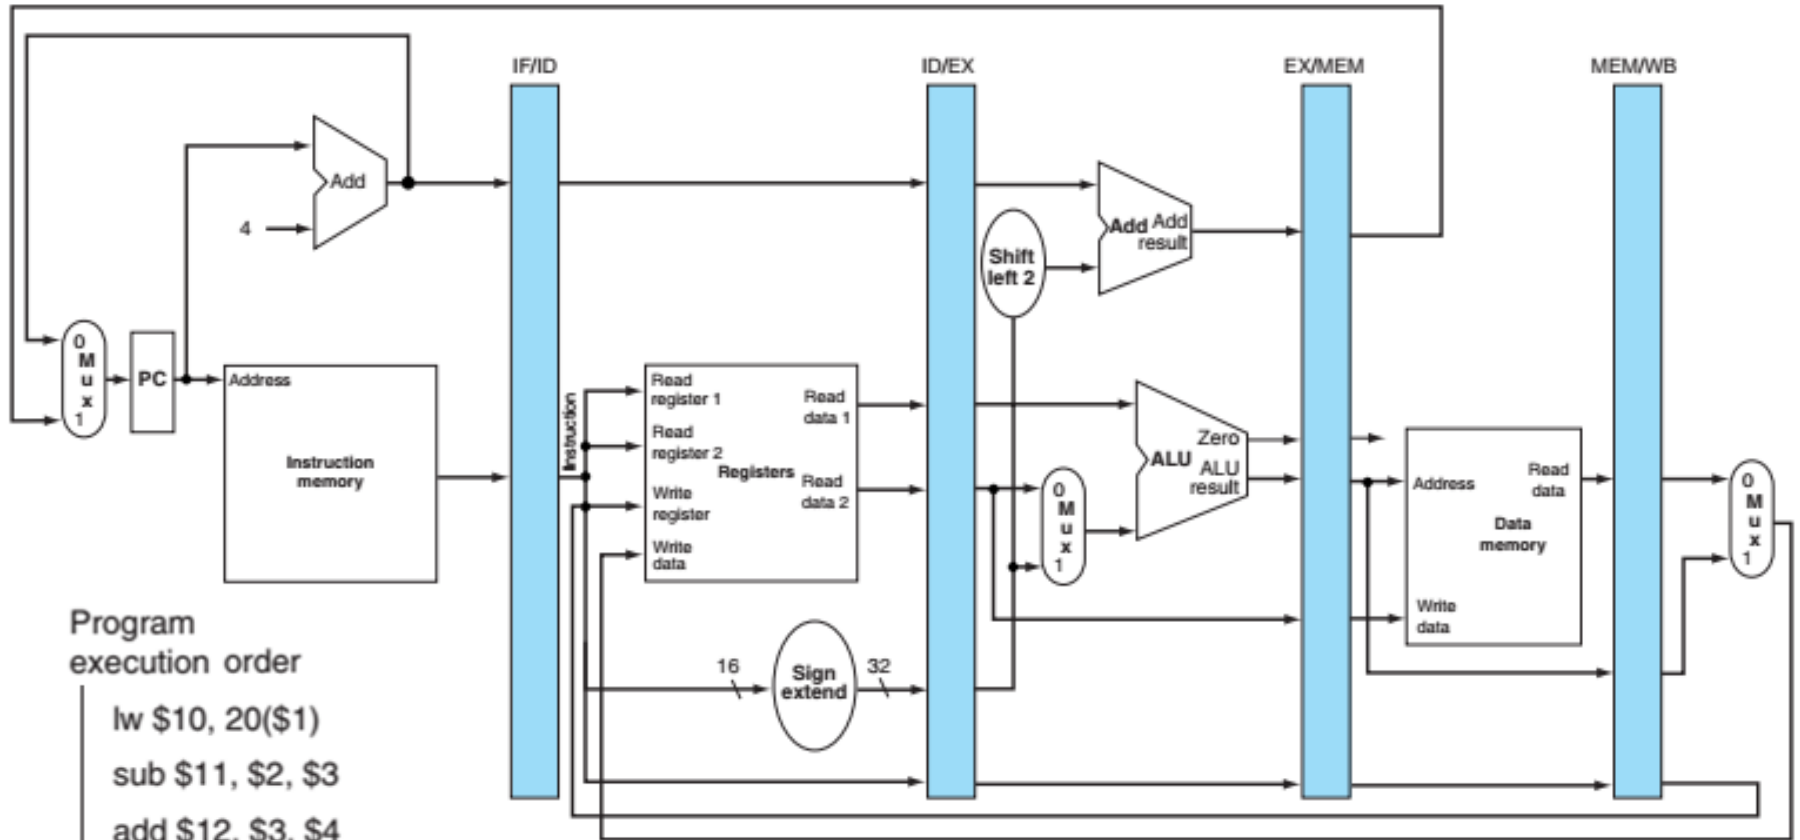 IF/ID
ID/EX
EX/MEM
MEM/WB
Add
4
Add Add
result
Shift
left 2
0
M
u
x
1
PC
Address
Instruction
memory
Instruction
Read
register 1
Read
register 2
Write
register
Write
data
Registers
Read
data 1
Read
data 2
0
M
u
x
1
Zero
ALU
ALU
result
Address
Read
data
Data
memory
Write
data
0
M
u
x
1
16
Sign
extend
32
Program
execution order
lw $10, 20($1)
sub $11, $2, $3
add $12, $3, $4